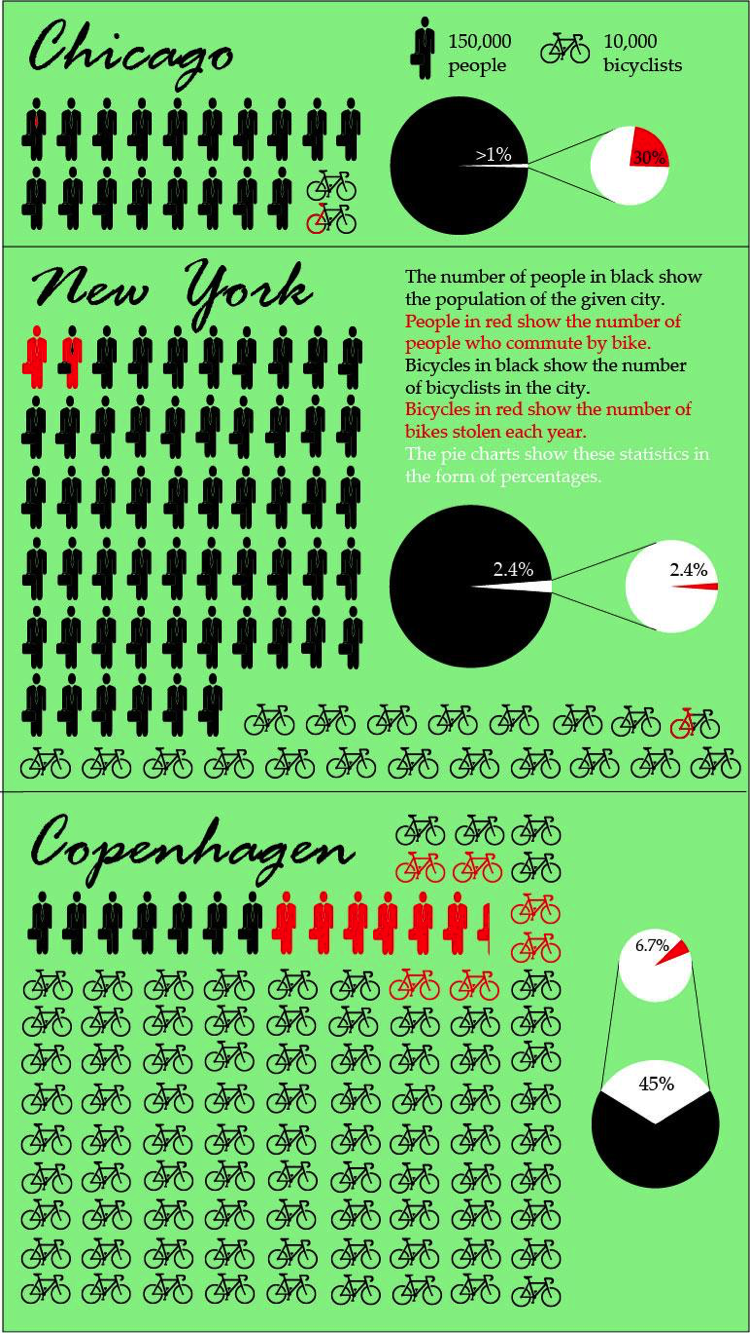 Chicago
150,000
people
10,000
bicyclists
>1%
30%
New York
The number of people in black show
the population of the given city.
People in red show the number of
people who commute by bike.
Bicycles in black show the number
of bicyclists in the city.
Bicycles in red show the number of
bikes stolen each year.
The pie charts show these statistics in
the form of percentages.
2.4%
2.4%
Copenhagen
6.7%
45%